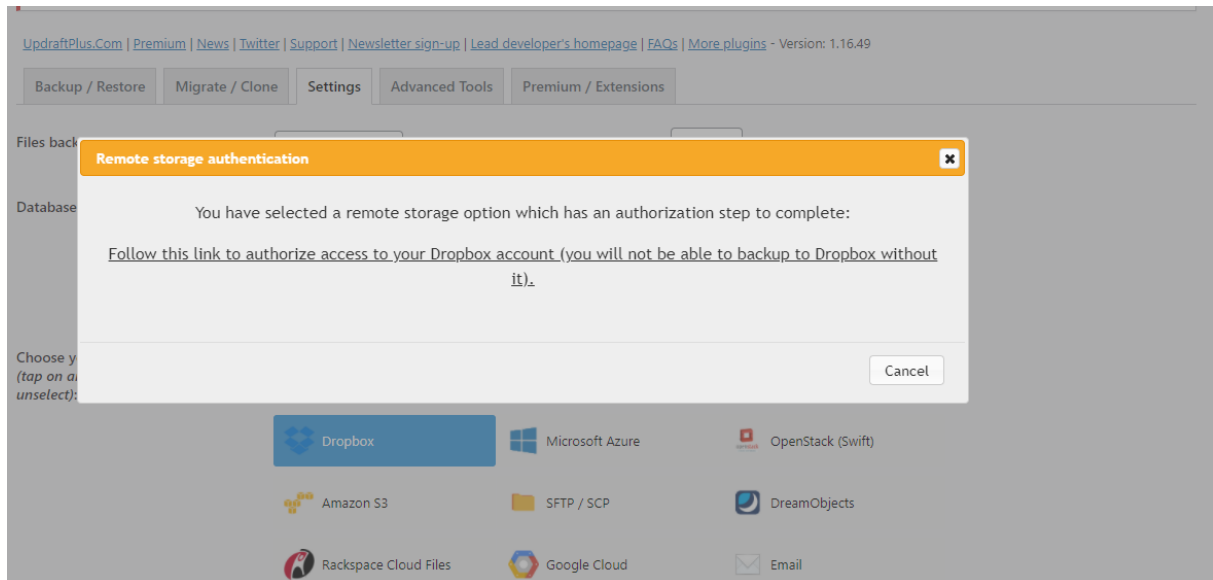 UpdraftPlus.Com | Premium | News | Twitter | Support | Newsletter sign-up | Lead developer's homepage | FAQs | More plugins - Version: 1.16.49
Backup / Restore Migrate / Clone Settings Advanced Tools Premium / Extensions
Files back
Remote storage authentication
Database
You have selected a remote storage option which has an authorization step to complete:
Follow this link to authorize access to your Dropbox account (you will not be able to backup to Dropbox without
it).
Choose y
(tap on a
unselect):
Cancel
Dropbox Microsoft Azure OpenStack (Swift)
Amazon S3 SFTP / SCP DreamObjects
Rackspace Cloud Files Google Cloud Email